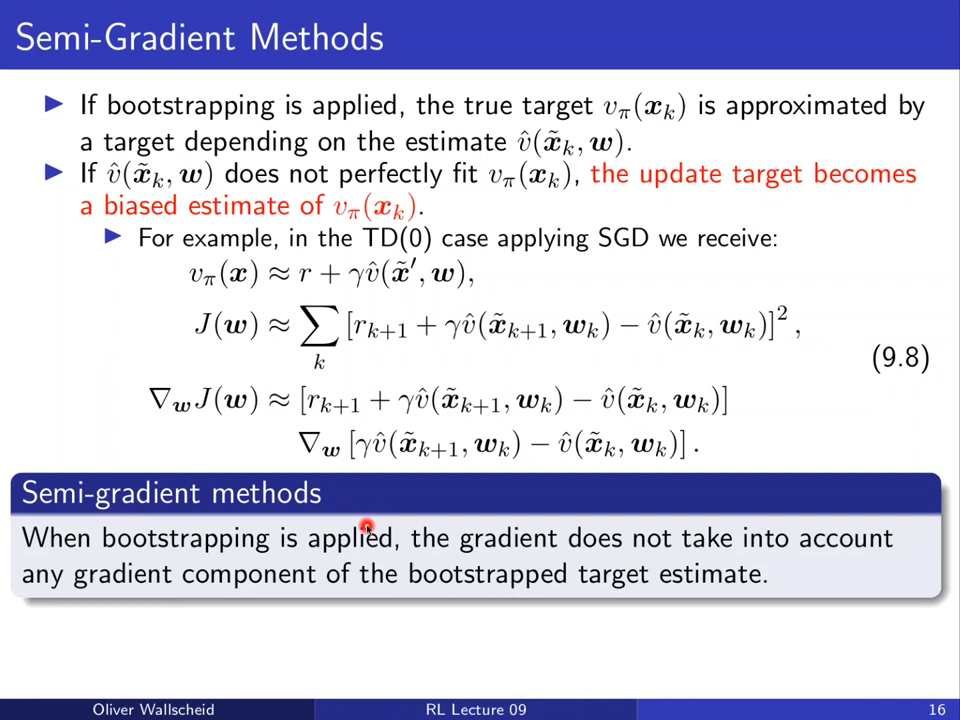 Semi-Gradient Methods
▶ If bootstrapping is applied, the true target v_π(x_k) is approximated by
a target depending on the estimate v̂(x̃_k, w).
▶ If v̂(x̃_k, w) does not perfectly fit v_π(x_k), the update target becomes
a biased estimate of v_π(x_k).
▶ For example, in the TD(0) case applying SGD we receive:
v_π(x) ≈ r + γv̂(x̃′, w),
J(w) ≈ ∑_k [r_{k+1} + γv̂(x̃_{k+1}, w_k) − v̂(x̃_k, w_k)]²,
(9.8)
∇_w J(w) ≈ [r_{k+1} + γv̂(x̃_{k+1}, w_k) − v̂(x̃_k, w_k)]
∇_w [γv̂(x̃_{k+1}, w_k) − v̂(x̃_k, w_k)].
Semi-gradient methods
When bootstrapping is applied, the gradient does not take into account
any gradient component of the bootstrapped target estimate.
Oliver Wallscheid RL Lecture 09 16